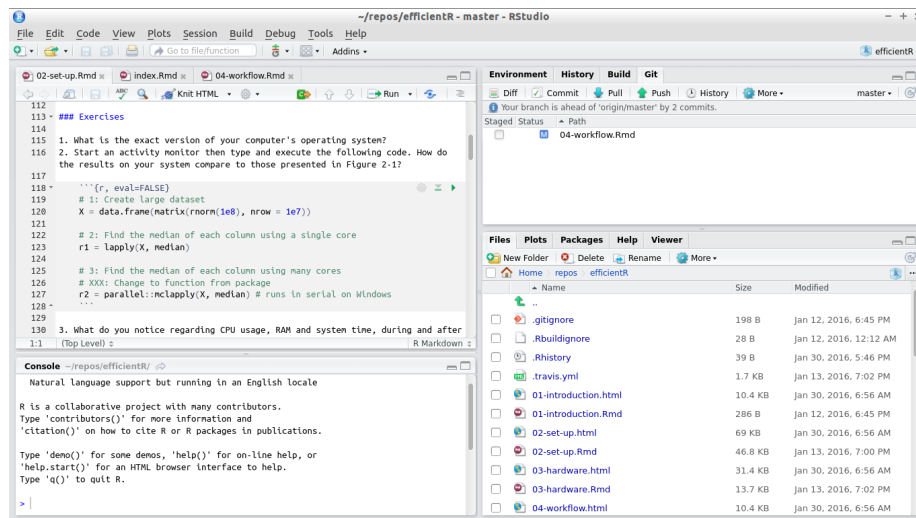 ~/repos/efficientR - master - RStudio
File Edit Code View Plots Session Build Debug Tools Help
Go to file/function Addins efficientR
02-set-up.Rmd index.Rmd 04-workflow.Rmd
Knit HTML Run
112
113 ### Exercises
114
115 1. What is the exact version of your computer's operating system?
116 2. Start an activity monitor then type and execute the following code. How do
the results on your system compare to those presented in Figure 2-1?
117
118 ```{r, eval=FALSE}
119 # 1: Create large dataset
120 X = data.frame(matrix(rnorm(1e8), nrow = 1e7))
121
122 # 2: Find the median of each column using a single core
123 r1 = lapply(X, median)
124
125 # 3: Find the median of each column using many cores
126 # XXX: Change to function from package
127 r2 = parallel::mclapply(X, median) # runs in serial on Windows
128 ```
129
130 3. What do you notice regarding CPU usage, RAM and system time, during and after
1:1 (Top Level) R Markdown
Console ~/repos/efficientR/
Natural language support but running in an English locale
R is a collaborative project with many contributors.
Type 'contributors()' for more information and
'citation()' on how to cite R or R packages in publications.
Type 'demo()' for some demos, 'help()' for on-line help, or
'help.start()' for an HTML browser interface to help.
Type 'q()' to quit R.
>
Environment History Build Git
Diff Commit Pull Push History More master
Your branch is ahead of 'origin/master' by 2 commits.
Staged Status Path
M 04-workflow.Rmd
Files Plots Packages Help Viewer
New Folder Delete Rename More
Home repos efficientR
Name Size Modified
..
.gitignore 198 B Jan 12, 2016, 6:45 PM
.Rbuildignore 28 B Jan 12, 2016, 12:12 AM
.Rhistory 39 B Jan 30, 2016, 5:46 PM
.travis.yml 1.7 KB Jan 13, 2016, 7:02 PM
01-introduction.html 10.4 KB Jan 30, 2016, 6:56 AM
01-introduction.Rmd 286 B Jan 12, 2016, 6:45 PM
02-set-up.html 69 KB Jan 30, 2016, 6:56 AM
02-set-up.Rmd 46.8 KB Jan 13, 2016, 7:00 PM
03-hardware.html 31.4 KB Jan 30, 2016, 6:56 AM
03-hardware.Rmd 13.7 KB Jan 13, 2016, 7:02 PM
04-workflow.html 10.4 KB Jan 30, 2016, 6:56 AM